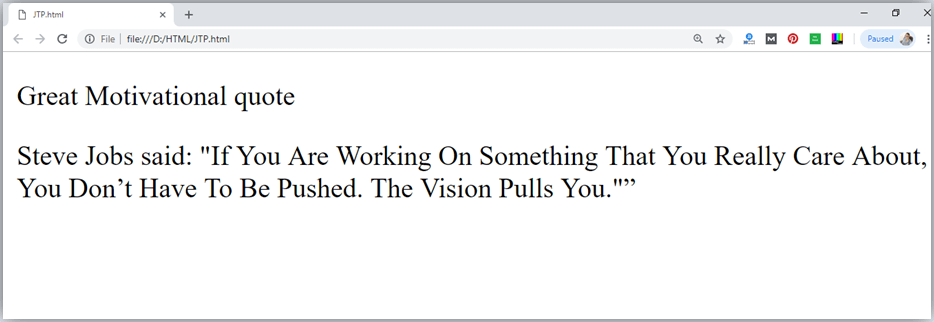 JTP.html
File
file:///D:/HTML/JTP.html
Paused
Great Motivational quote
Steve Jobs said: "If You Are Working On Something That You Really Care About,
You Don’t Have To Be Pushed. The Vision Pulls You."”